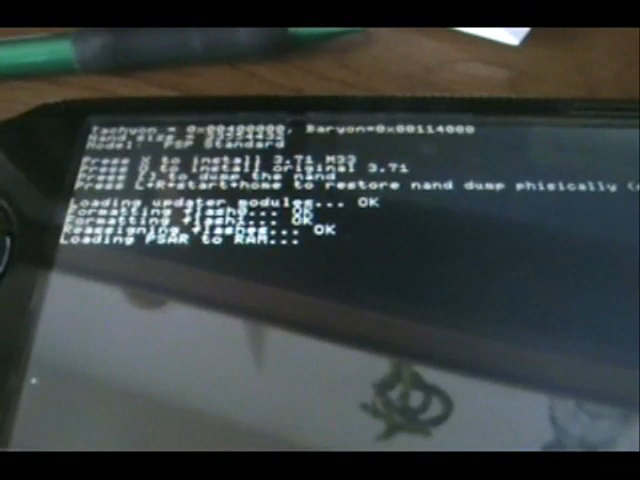 Tachyon = 0x00400000, Baryon=0x00114000
Model: PSP Standard
Press X to install 3.71 M33
Press O to install original 3.71
Press [] to dump the nand
Press L+R+start+home to restore nand dump phisically (
Loading updater modules... OK
Formatting flash0... OK
Formatting flash1... OK
Reassigning flashes... OK
Loading PSAR to RAM...